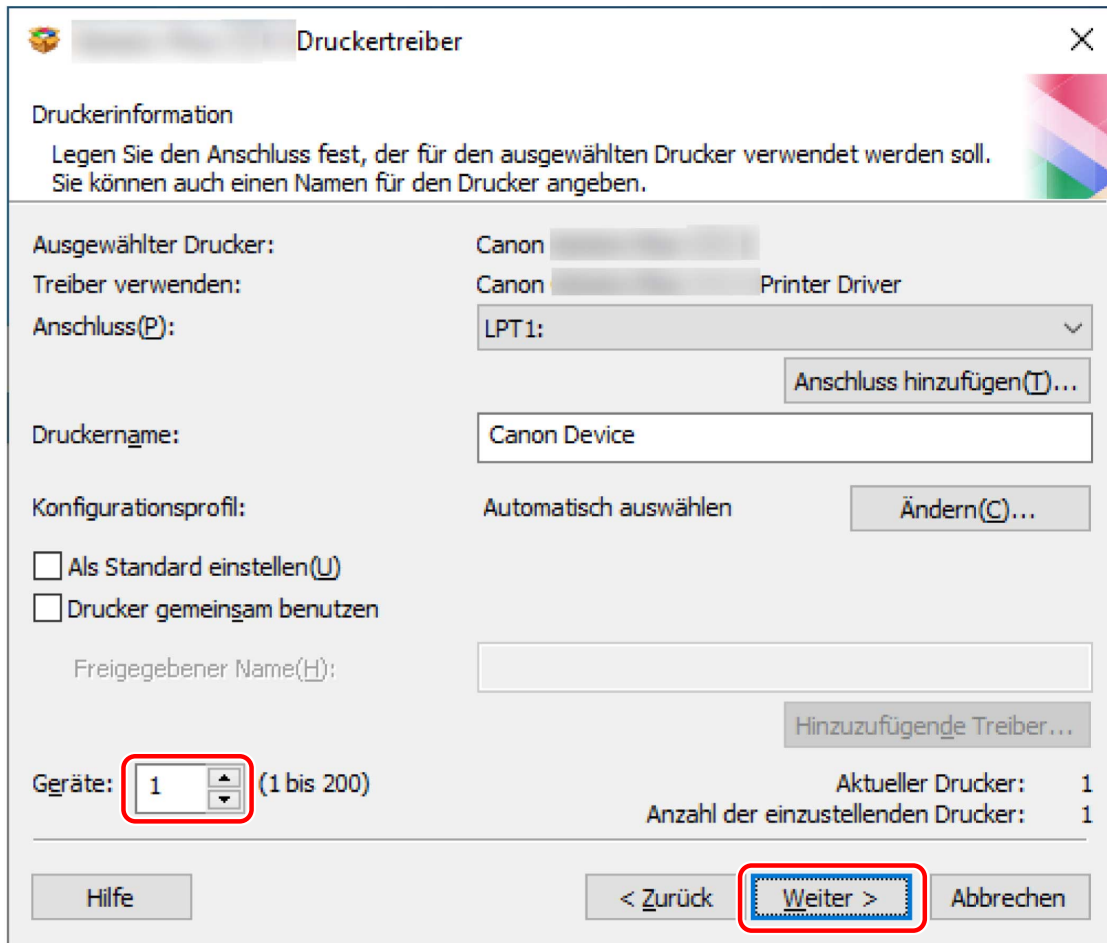 Druckertreiber
Druckerinformation
Legen Sie den Anschluss fest, der für den ausgewählten Drucker verwendet werden soll.
Sie können auch einen Namen für den Drucker angeben.
Ausgewählter Drucker: Canon
Treiber verwenden: Canon Printer Driver
Anschluss(P): LPT1:
Anschluss hinzufügen(T)...
Druckername: Canon Device
Konfigurationsprofil: Automatisch auswählen Ändern(C)...
Als Standard einstellen(U)
Drucker gemeinsam benutzen
Freigegebener Name(H):
Hinzuzufügende Treiber...
Geräte: 1 (1 bis 200) Aktueller Drucker: 1
Anzahl der einzustellenden Drucker: 1
Hilfe < Zurück Weiter > Abbrechen